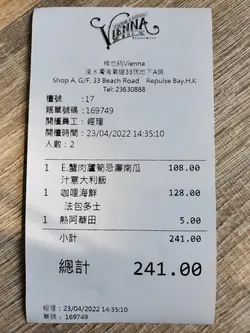 VIENNA
維也納Vienna
淺水灣海灘道33號地下A舖
Shop A, G/F, 33 Beach Road Repulse Bay,H.K
Tel: 23630888
檯號 :17
賬單號碼 :169749
開檯員工 : 經理
開檯時間 : 23/04/2022 14:35:10
人數 : 2
1 E.蟹肉蘆筍忌廉南瓜 108.00
汁意大利飯
1 咖哩海鮮 128.00
法包多士
1 熱阿華田 5.00
小計 241.00
總計 241.00
經理 : 23/04/2022 14:35:10
單號 : 169749